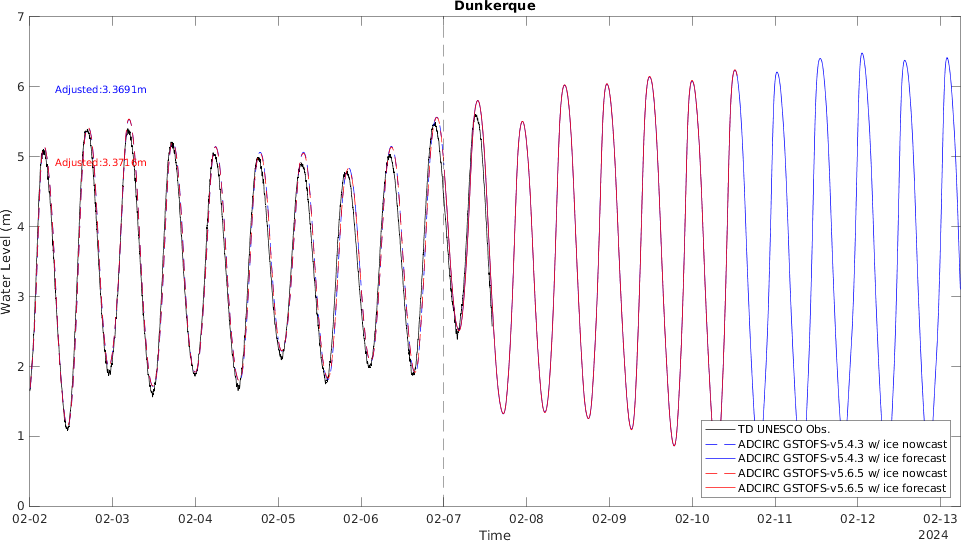 Dunkerque
7
6
5
4
3
2
1
0
Water Level (m)
Adjusted:3.3691m
Adjusted:3.3716m
TD UNESCO Obs.
ADCIRC GSTOFS-v5.4.3 w/ ice nowcast
ADCIRC GSTOFS-v5.4.3 w/ ice forecast
ADCIRC GSTOFS-v5.6.5 w/ ice nowcast
ADCIRC GSTOFS-v5.6.5 w/ ice forecast
02-02 02-03 02-04 02-05 02-06 02-07 02-08 02-09 02-10 02-11 02-12 02-13
Time
2024